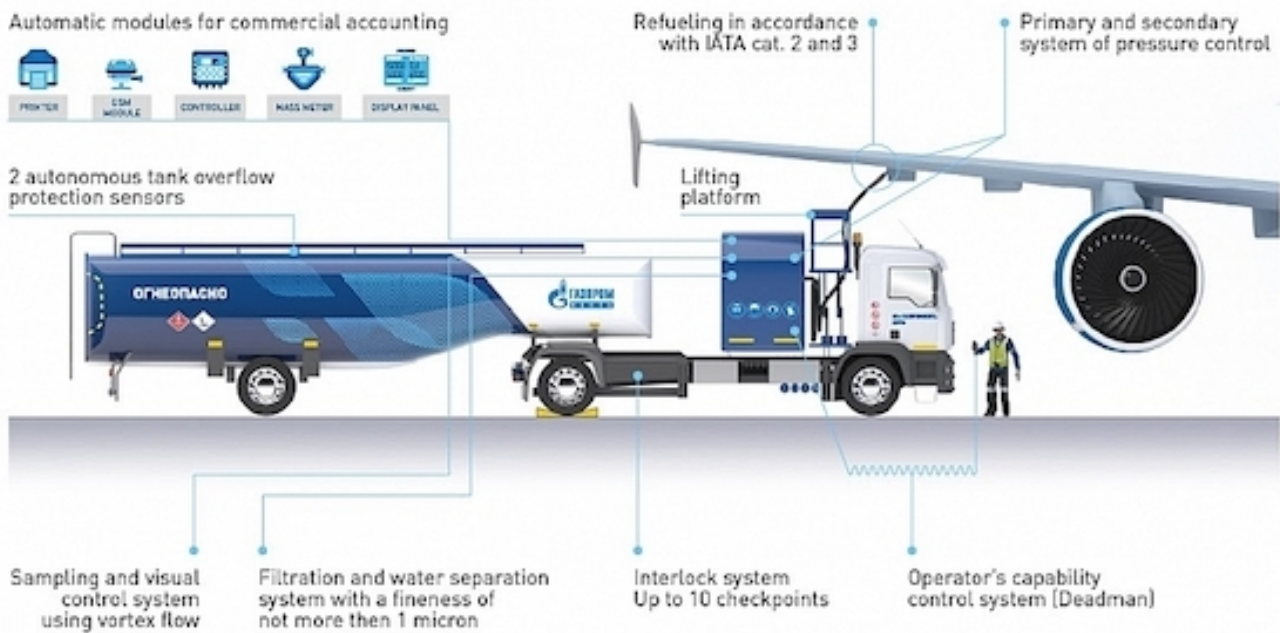 Automatic modules for commercial accounting
PRINTER
GSM
MODULE
CONTROLLER
MASS METER
DISPLAY PANEL
Refueling in accordance
with IATA cat. 2 and 3
Primary and secondary
system of pressure control
2 autonomous tank overflow
protection sensors
Lifting
platform
ОГНЕОПАСНО
ГАЗПРОМ
Sampling and visual
control system
using vortex flow
Filtration and water separation
system with a fineness of
not more then 1 micron
Interlock system
Up to 10 checkpoints
Operator's capability
control system (Deadman)